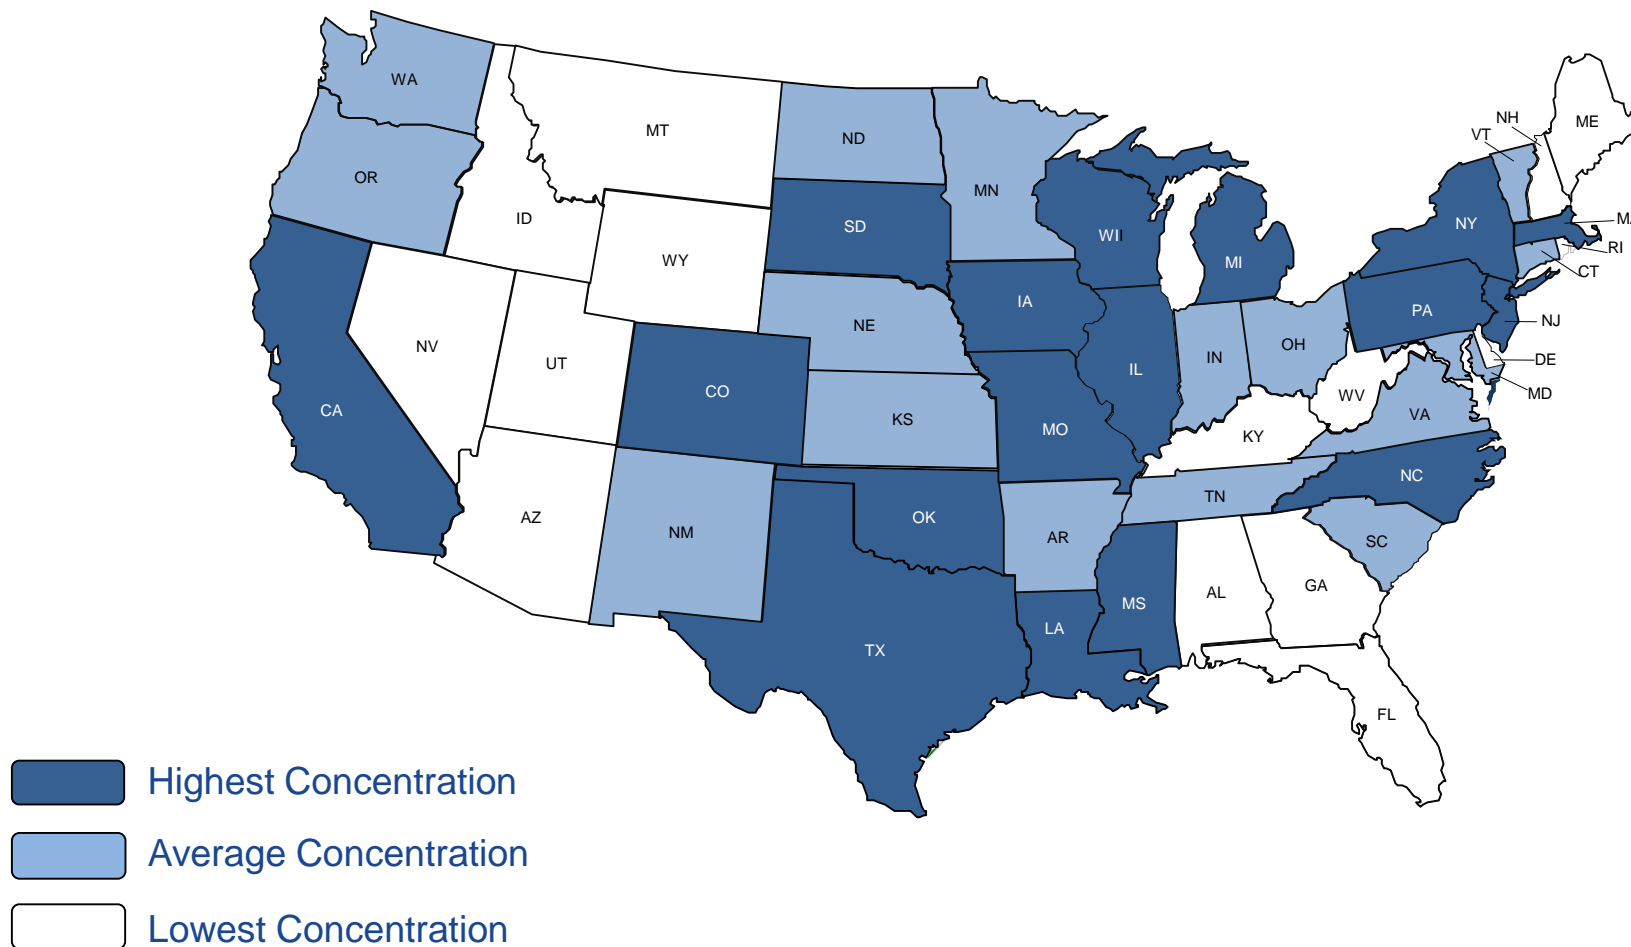 WA
OR
CA
NV
ID
MT
WY
UT
AZ
CO
NM
ND
SD
NE
KS
OK
TX
MN
IA
MO
AR
LA
WII
IL
MI
IN
OH
KY
TN
MS
AL
GA
FL
SC
NC
VA
WV
PA
NY
VT
NH
ME
MA
RI
CT
NJ
DE
MD
Highest Concentration
Average Concentration
Lowest Concentration